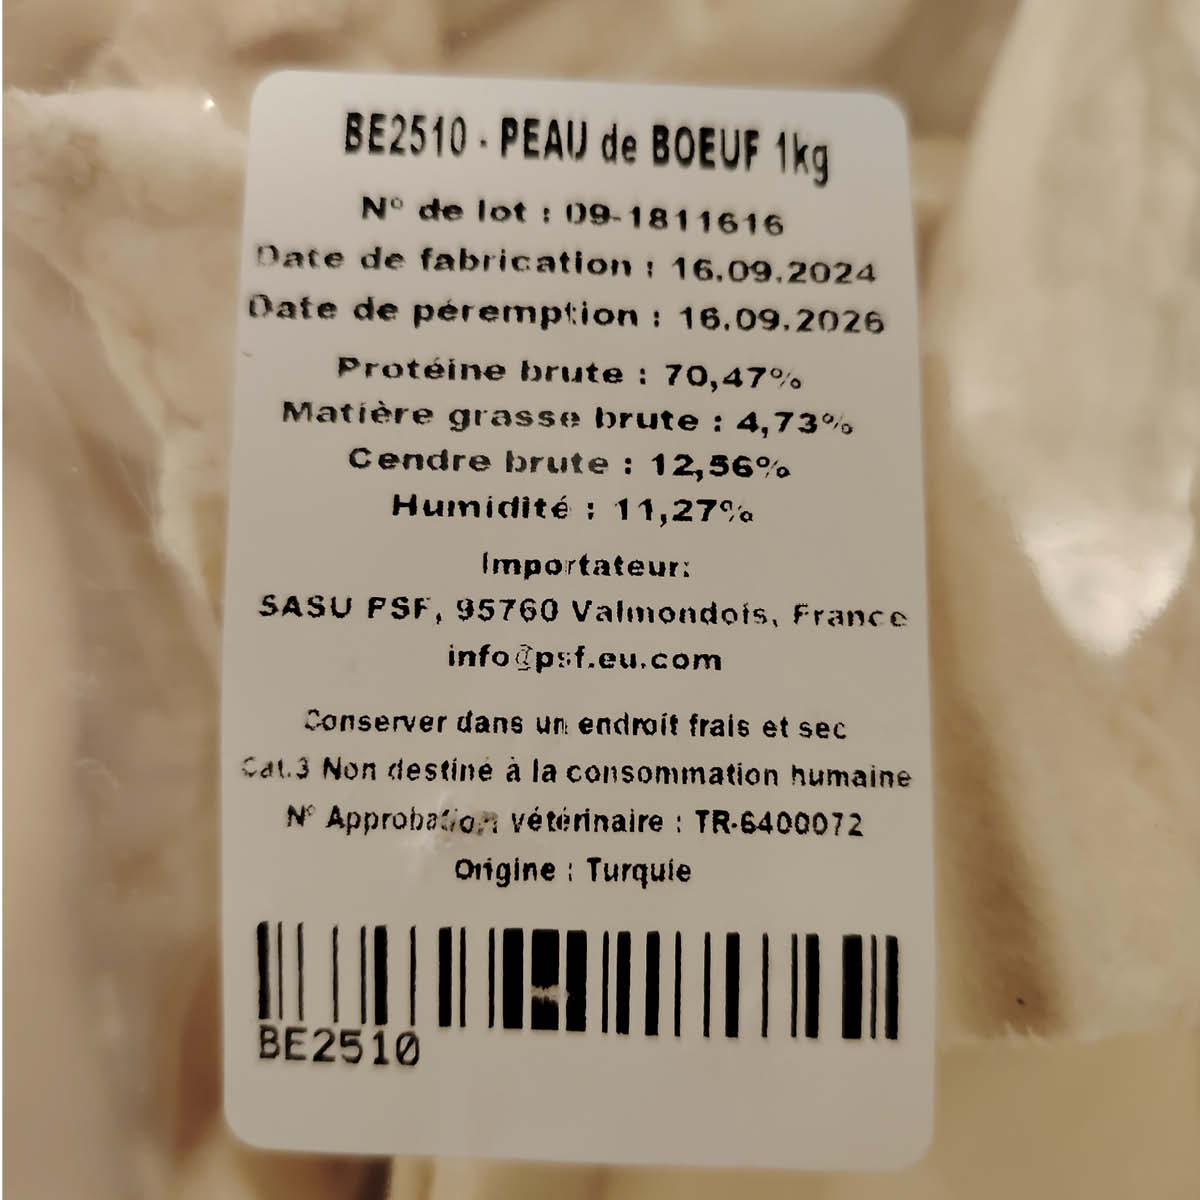 BE2510 - PEAU de BOEUF 1kg
N° de lot : 09-1811616
Date de fabrication : 16.09.2024
Date de péremption : 16.09.2026
Protéine brute : 70,47%
Matière grasse brute : 4,73%
Cendre brute : 12,56%
Humidité : 11,27%
Importateur:
SASU PSF, 95760 Valmondois, France
info@psf.eu.com
Conserver dans un endroit frais et sec
Cat.3 Non destiné à la consommation humaine
N° Approbation vétérinaire : TR-6400072
Origine : Turquie
BE2510